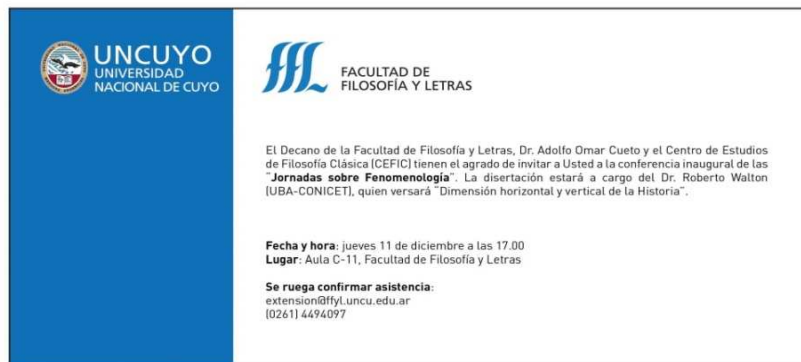 UNCUYO
UNIVERSIDAD
NACIONAL DE CUYO
ffL
FACULTAD DE
FILOSOFÍA Y LETRAS
El Decano de la Facultad de Filosofía y Letras, Dr. Adolfo Omar Cueto y el Centro de Estudios
de Filosofía Clásica (CEFIC) tienen el agrado de invitar a Usted a la conferencia inaugural de las
"Jornadas sobre Fenomenología". La disertación estará a cargo del Dr. Roberto Walton
(UBA-CONICET), quien versará "Dimensión horizontal y vertical de la Historia".
Fecha y hora: jueves 11 de diciembre a las 17.00
Lugar: Aula C-11, Facultad de Filosofía y Letras
Se ruega confirmar asistencia:
extension@ffyl.uncu.edu.ar
(0261) 4494097